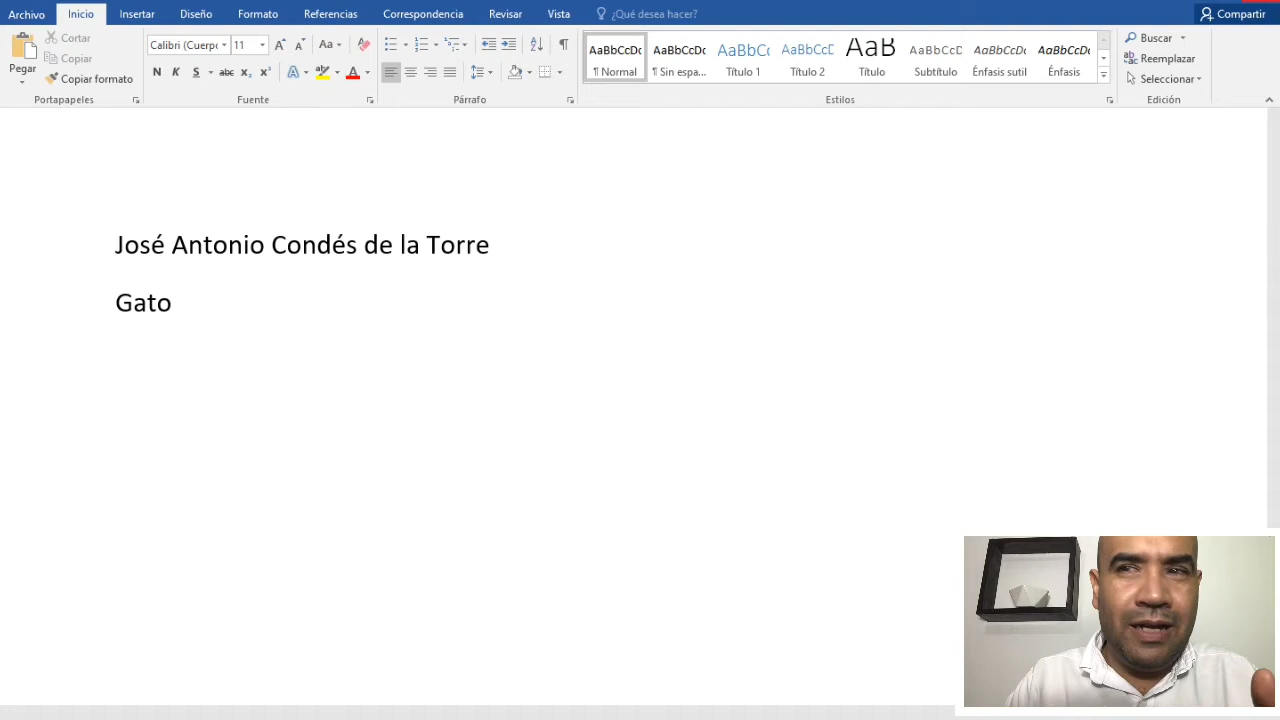 Archivo Inicio Insertar Diseño Formato Referencias Correspondencia Revisar Vista ¿Qué desea hacer? Compartir
Pegar
Cortar
Copiar
Copiar formato
Portapapeles
Calibri (Cuerpo 11
Aa
N K S abc x₂ x² A A
Fuente
Párrafo
AaBbCcDc AaBbCcDc AaBbCc AaBbCcD AaB AaBbCcD AaBbCcDc AaBbCcDc
¶ Normal ¶ Sin espa... Título 1 Título 2 Título Subtítulo Énfasis sutil Énfasis
Estilos
Buscar
Reemplazar
Seleccionar
Edición
José Antonio Condés de la Torre
Gato